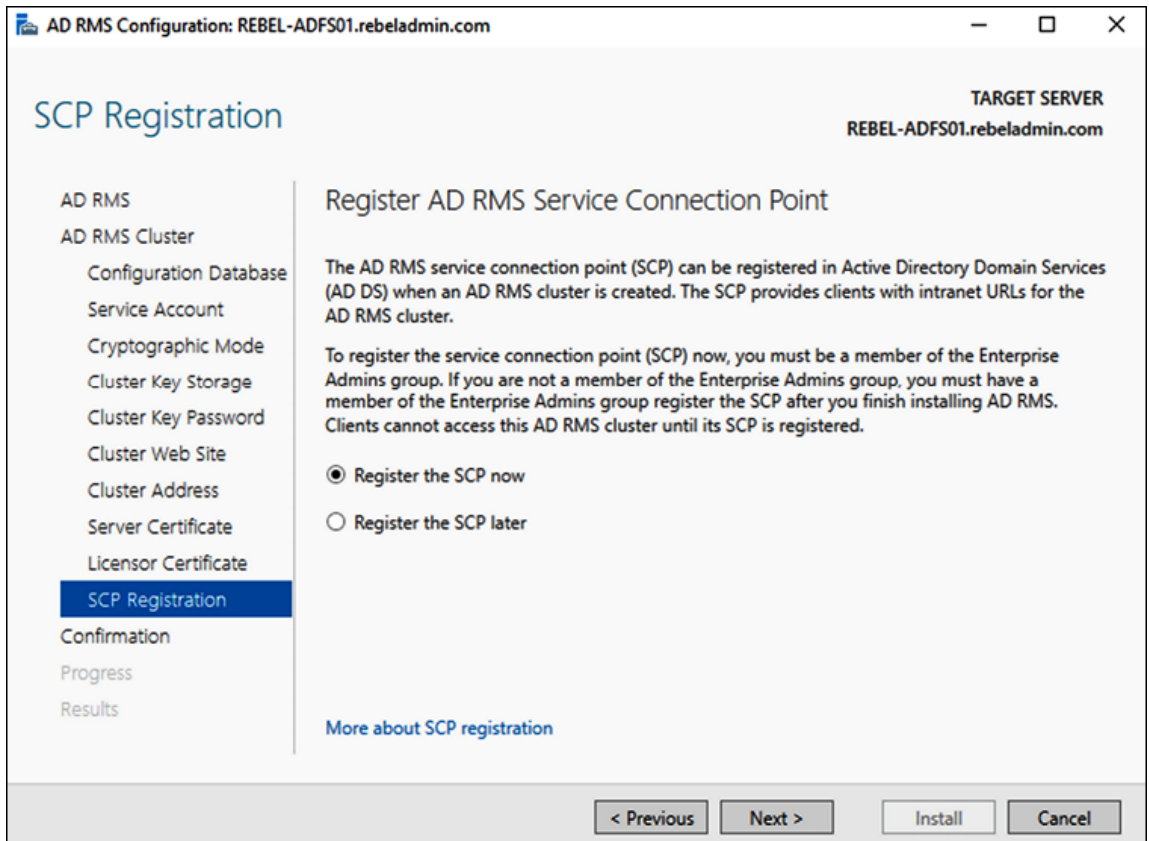 AD RMS Configuration: REBEL-ADFS01.rebeladmin.com
SCP Registration
TARGET SERVER
REBEL-ADFS01.rebeladmin.com
AD RMS
AD RMS Cluster
Configuration Database
Service Account
Cryptographic Mode
Cluster Key Storage
Cluster Key Password
Cluster Web Site
Cluster Address
Server Certificate
Licensor Certificate
SCP Registration
Confirmation
Progress
Results
Register AD RMS Service Connection Point
The AD RMS service connection point (SCP) can be registered in Active Directory Domain Services
(AD DS) when an AD RMS cluster is created. The SCP provides clients with intranet URLs for the
AD RMS cluster.
To register the service connection point (SCP) now, you must be a member of the Enterprise
Admins group. If you are not a member of the Enterprise Admins group, you must have a
member of the Enterprise Admins group register the SCP after you finish installing AD RMS.
Clients cannot access this AD RMS cluster until its SCP is registered.
Register the SCP now
Register the SCP later
More about SCP registration
< Previous
Next >
Install
Cancel